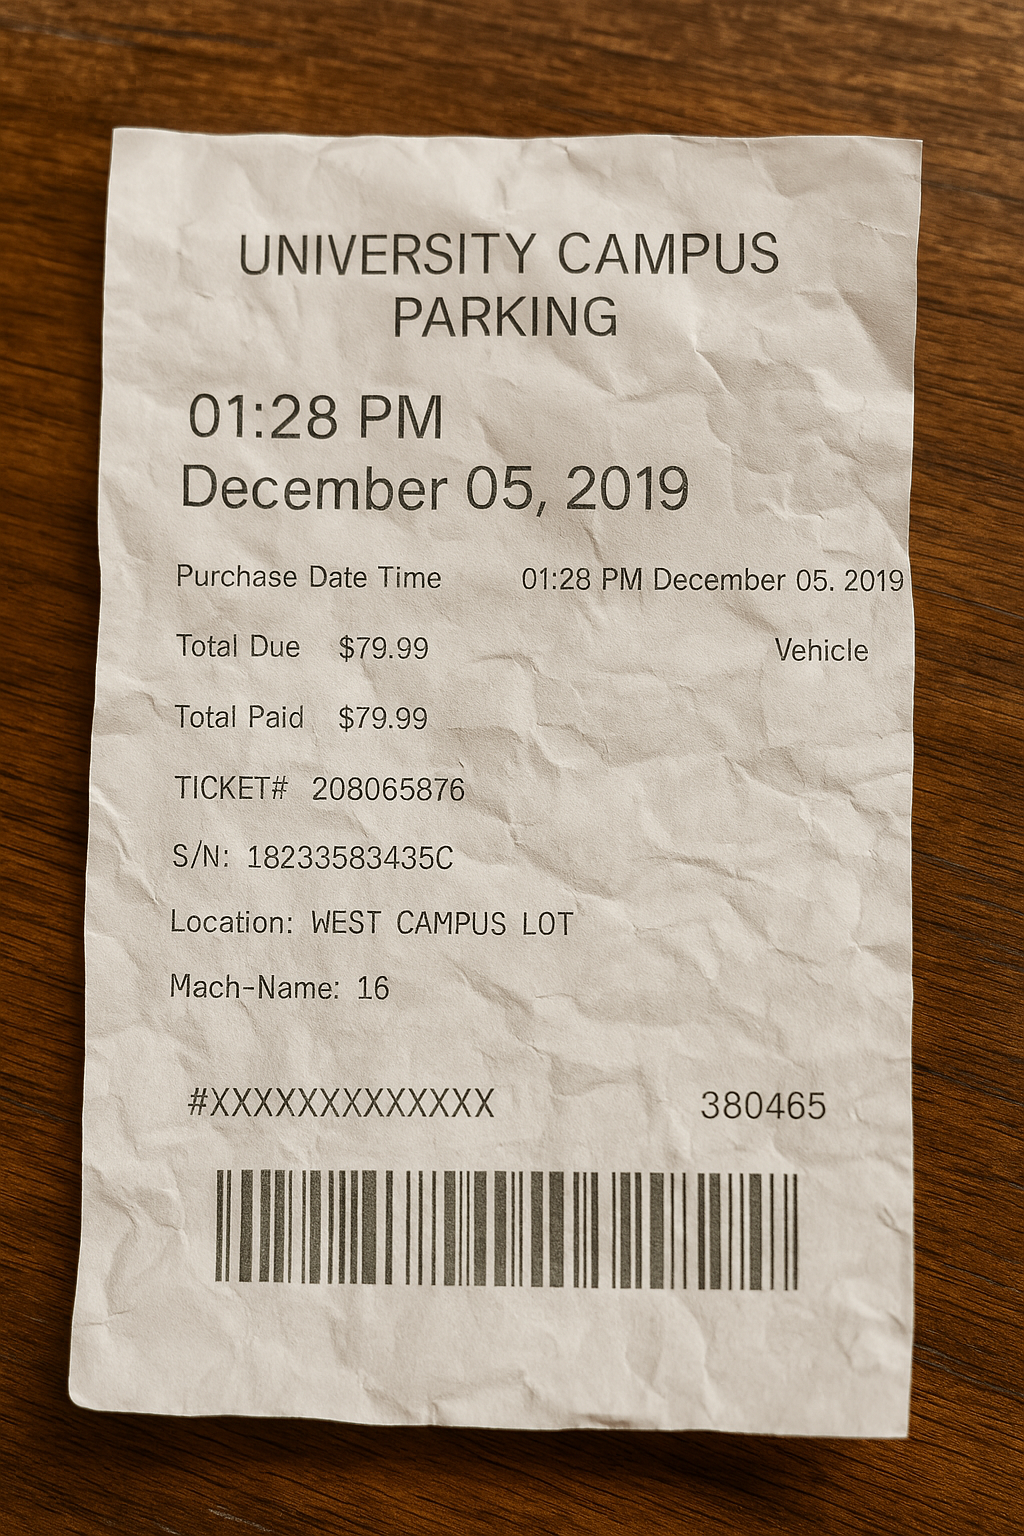 UNIVERSITY CAMPUS
PARKING
01:28 PM
December 05, 2019
Purchase Date Time 01:28 PM December 05. 2019
Total Due $79.99 Vehicle
Total Paid $79.99
TICKET# 208065876
S/N: 18233583435C
Location: WEST CAMPUS LOT
Mach-Name: 16
#XXXXXXXXXXXXX 380465